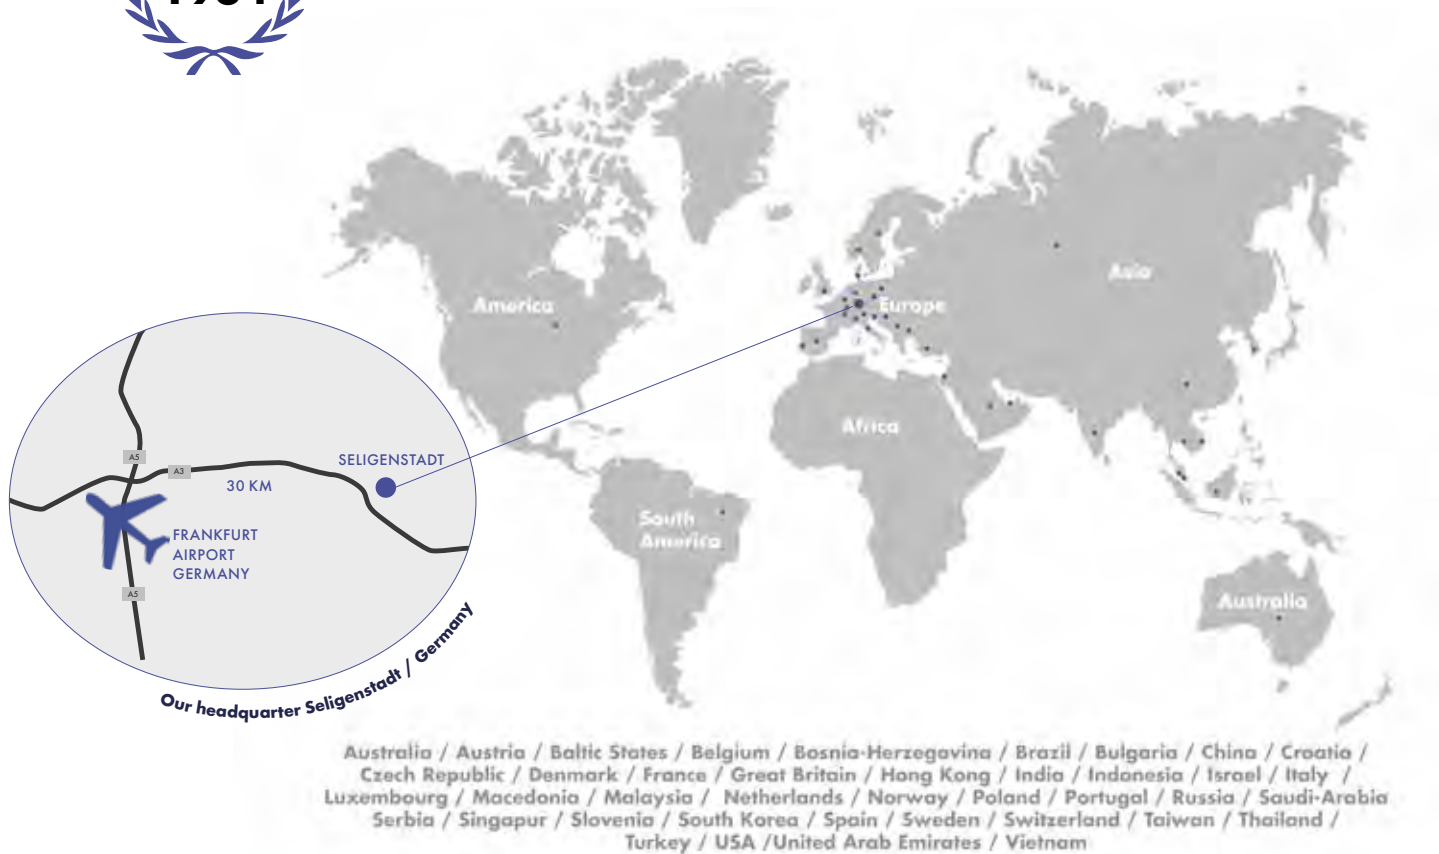 America
Asia
Europe
Africa
South
America
Australia
SELIGENSTADT
A5
A3
30 KM
FRANKFURT
AIRPORT
GERMANY
A5
Our headquarter Seligenstadt / Germany
Australia / Austria / Baltic States / Belgium / Bosnia-Herzegovina / Brazil / Bulgaria / China / Croatia /
Czech Republic / Denmark / France / Great Britain / Hong Kong / India / Indonesia / Israel / Italy /
Luxembourg / Macedonia / Malaysia / Netherlands / Norway / Poland / Portugal / Russia / Saudi-Arabia
Serbia / Singapur / Slovenia / South Korea / Spain / Sweden / Switzerland / Taiwan / Thailand /
Turkey / USA /United Arab Emirates / Vietnam